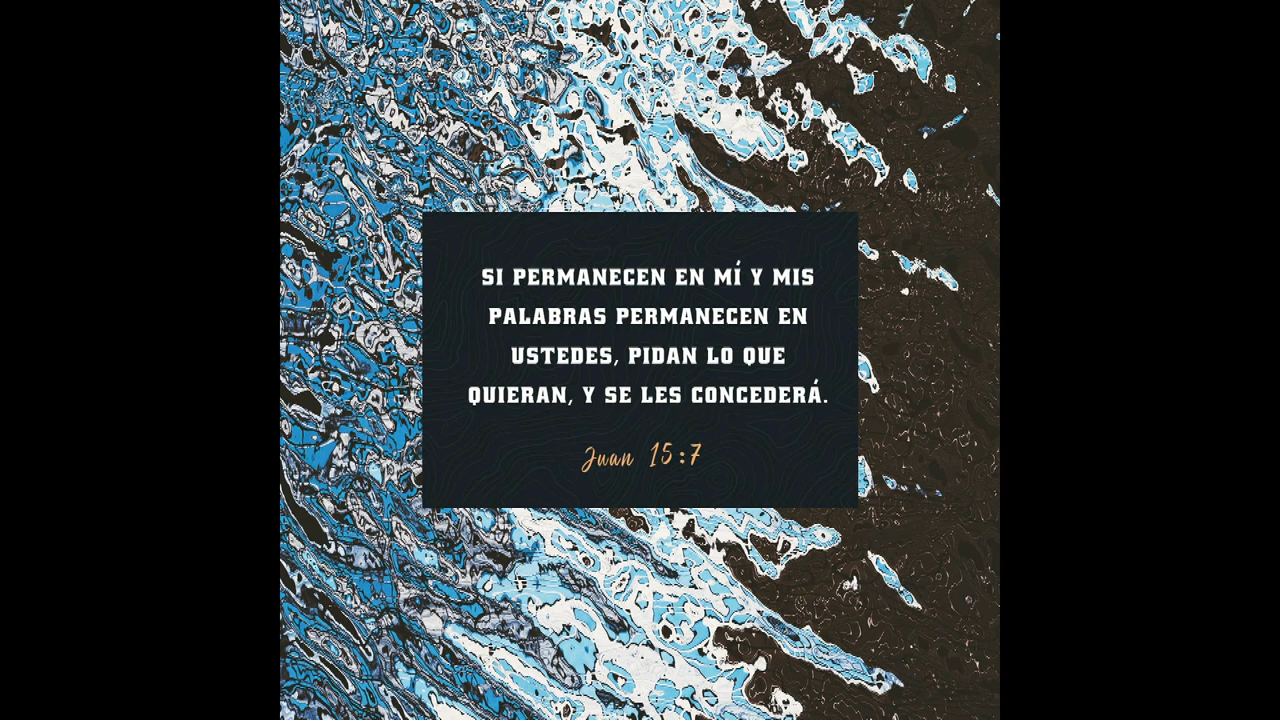 SI PERMANECEN EN MÍ Y MIS
PALABRAS PERMANECEN EN
USTEDES, PIDAN LO QUE
QUIERAN, Y SE LES CONCEDERÁ.
Juan 15:7